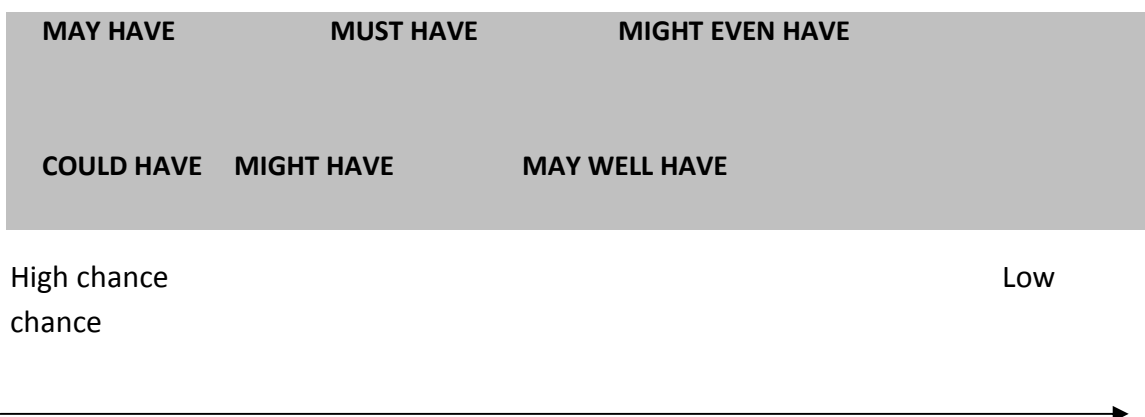 MAY HAVE MUST HAVE MIGHT EVEN HAVE
COULD HAVE MIGHT HAVE MAY WELL HAVE
High chance Low
chance